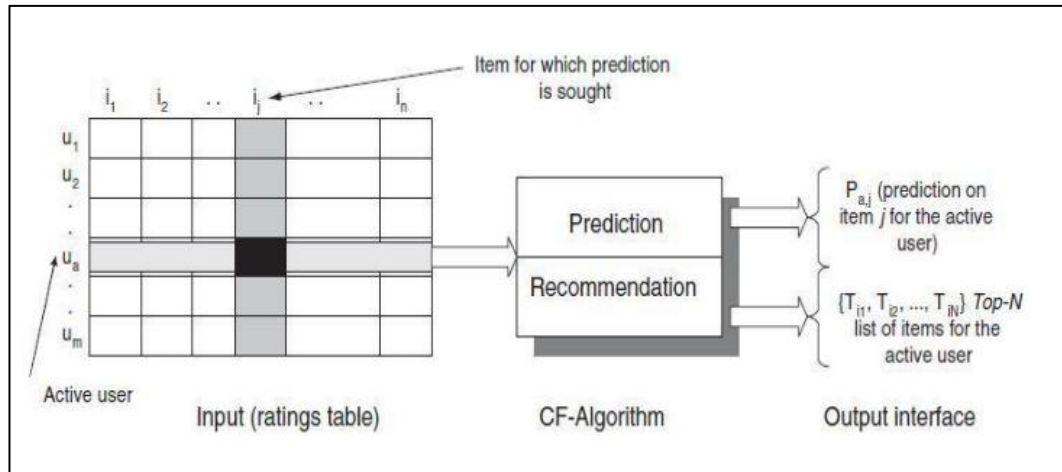 Item for which prediction
is sought
i₁ i₂ . . iⱼ . . iₙ
u₁
u₂
.
.
uₐ
.
.
uₘ
Active user
Input (ratings table)
Prediction
Recommendation
CF-Algorithm
Pₐ,ⱼ (prediction on
item j for the active
user)
{Tᵢ₁, Tᵢ₂, ..., TᵢN} Top-N
list of items for the
active user
Output interface